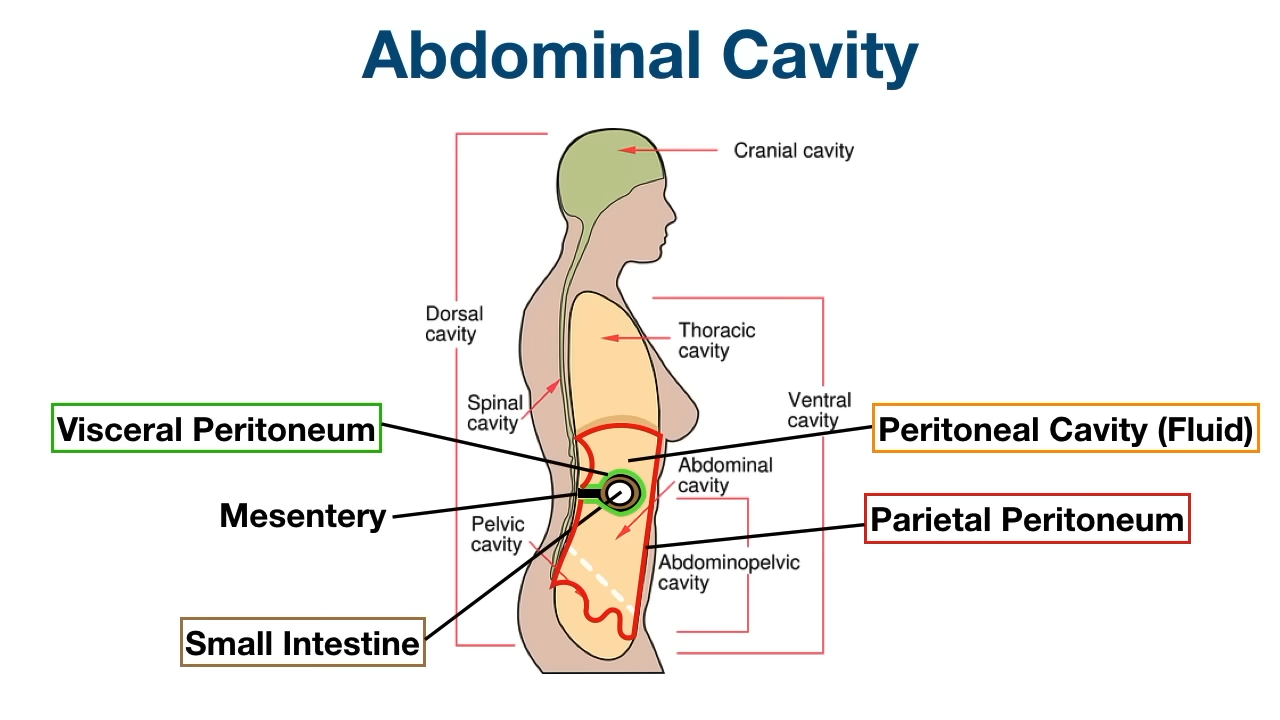 Abdominal Cavity
Cranial cavity
Dorsal
cavity
Thoracic
cavity
Spinal
cavity
Ventral
cavity
Visceral Peritoneum
Peritoneal Cavity (Fluid)
Abdominal
cavity
Mesentery
Parietal Peritoneum
Pelvic
cavity
Abdominopelvic
cavity
Small Intestine